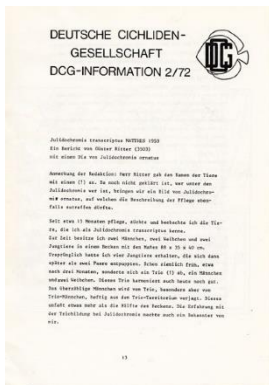 DEUTSCHE CICHLIDEN-
GESELLSCHAFT
DCG-INFORMATION 2/72
DCG
Julidochromis transcriptus MATTHES 1959
Ein Bericht von Günter Ritter (3503)
mit einem Dia von Julidochromis ornatus
Anmerkung der Redaktion: Herr Ritter gab den Namen der Tiere
mit einem (?) an. Da noch nicht geklärt ist, wer unter den
Julidochromis wer ist, bringen wir ein Bild von Julidochro-
mis ornatus, auf welchen die Beschreibung der Pflege eben-
falls zutreffen dürfte.
Seit etwa 15 Monaten pflege, züchte und beobachte ich die Tie-
re, die ich als Julidochromis transcriptus kenne.
Zur Zeit besitze ich zwei Männchen, zwei Weibchen und zwei
Jungtiere in einem Becken mit den Maßen 80 x 35 x 40 cm.
Ursprünglich hatte ich vier Jungtiere erhalten, die sich dann
später als zwei Paare entpuppten. Schon ziemlich früh, etwa
nach drei Monaten, sonderte sich ein Trio (!) ab, ein Männchen
und zwei Weibchen. Dieses Trio harmoniert auch heute noch gut.
Das überzählige Männchen wird vom Trio, besonders aber vom
Trio-Männchen, heftig aus dem Trio-Territorium verjagt. Dieses
umfaßt etwas mehr als die Hälfte des Beckens. Die Erfahrung mit
der Triobildung bei Julidochromis machte auch ein Bekannter von
mir.